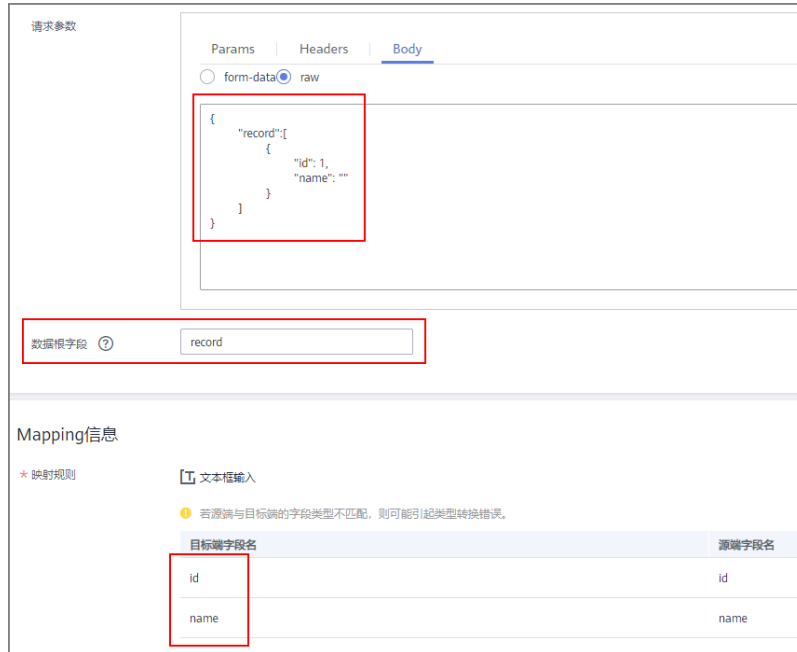 请求参数
Params Headers Body
form-data raw
{
"record":[
{
"id": 1,
"name": ""
}
]
}
数据根字段 ? record
Mapping信息
* 映射规则 文本框输入
若源端与目标端的字段类型不匹配，则可能引起类型转换错误。
目标端字段名 源端字段名
id id
name name